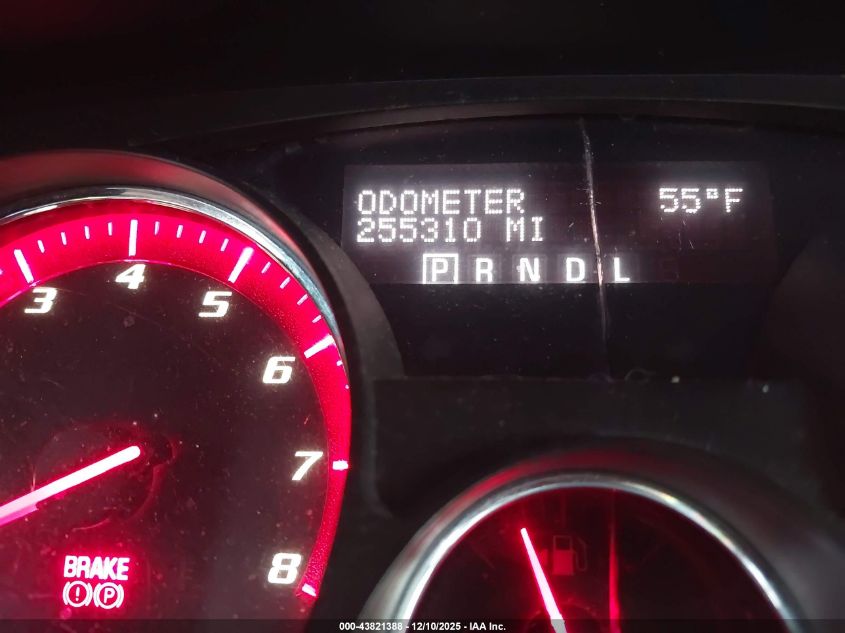 ODOMETER 55°F
255310 MI
P R N D L
3 4 5 6 7 8
BRAKE
(!) (P)
000-43821388 - 12/10/2025 - IAA Inc.